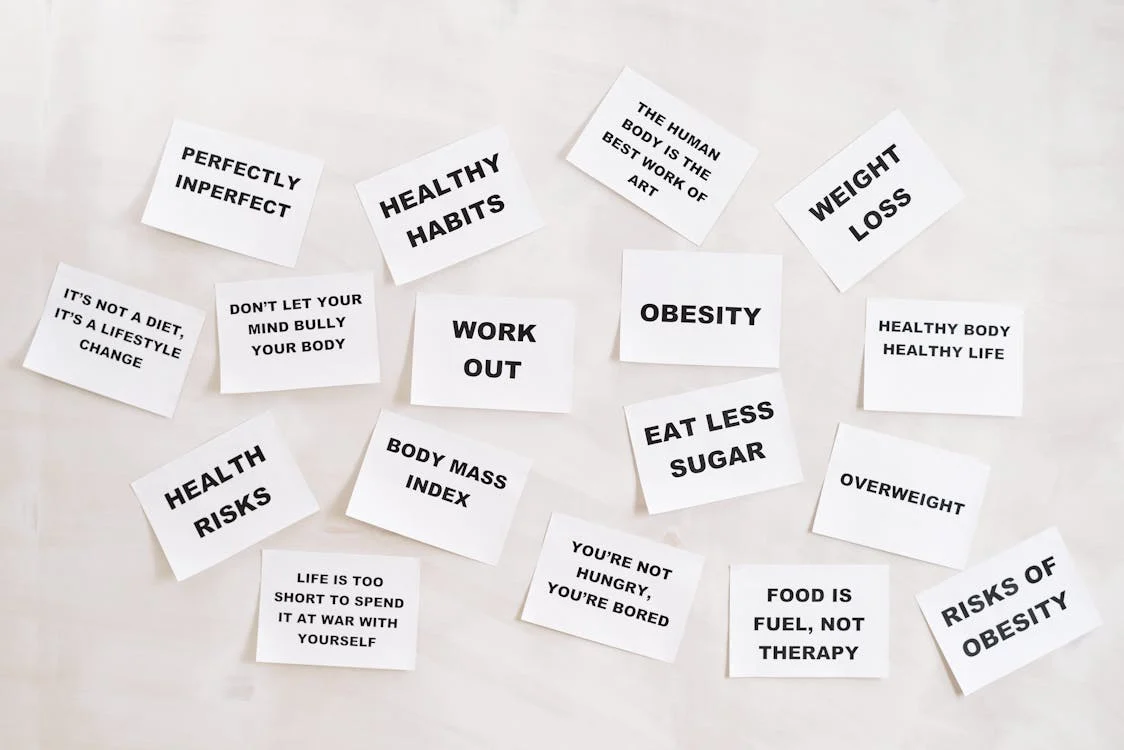 PERFECTLY
INPERFECT
HEALTHY
HABITS
THE HUMAN
BODY IS THE
BEST WORK OF
ART
WEIGHT
LOSS
IT'S NOT A DIET,
IT'S A LIFESTYLE
CHANGE
DON'T LET YOUR
MIND BULLY
YOUR BODY
WORK
OUT
OBESITY
HEALTHY BODY
HEALTHY LIFE
HEALTH
RISKS
BODY MASS
INDEX
EAT LESS
SUGAR
OVERWEIGHT
LIFE IS TOO
SHORT TO SPEND
IT AT WAR WITH
YOURSELF
YOU'RE NOT
HUNGRY,
YOU'RE BORED
FOOD IS
FUEL, NOT
THERAPY
RISKS OF
OBESITY